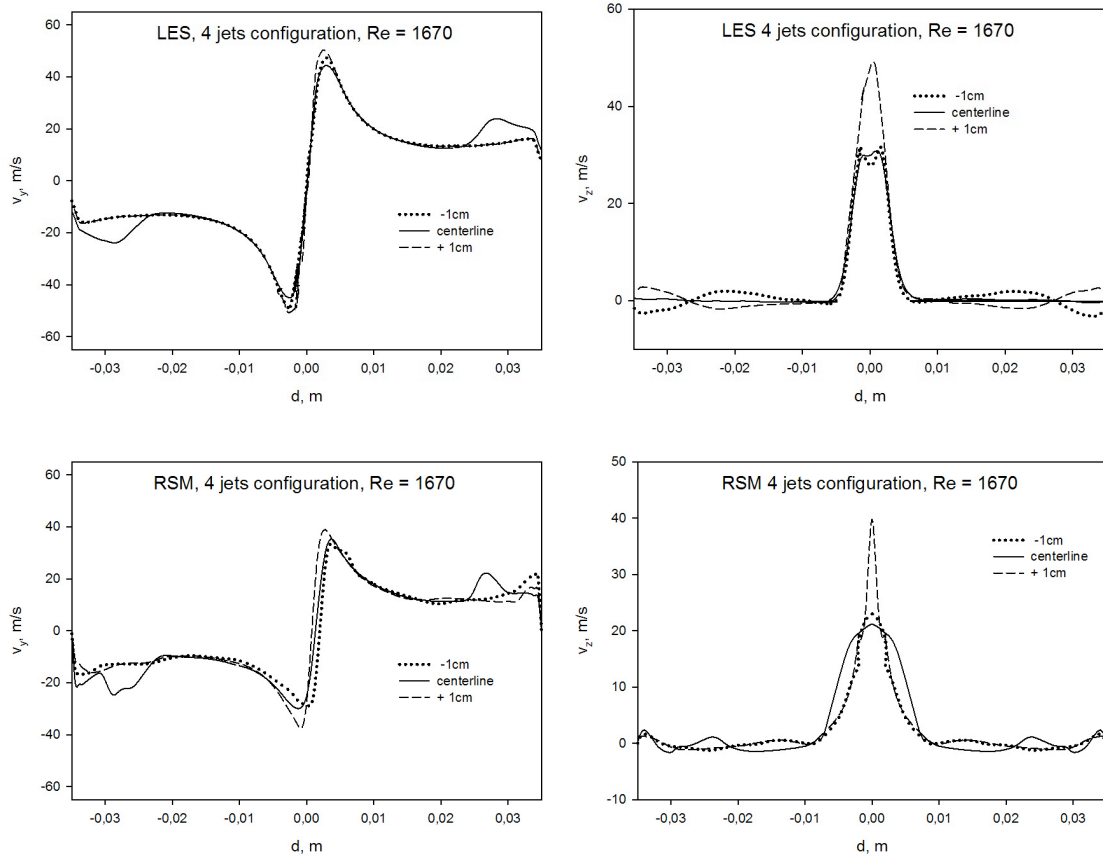 LES, 4 jets configuration, Re = 1670
v_y, m/s
60
40
20
0
-20
-40
-60
-1cm
centerline
+ 1cm
-0,03 -0,02 -0,01 0,00 0,01 0,02 0,03
d, m
LES 4 jets configuration, Re = 1670
v_z, m/s
60
40
20
0
-1cm
centerline
+ 1cm
-0,03 -0,02 -0,01 0,00 0,01 0,02 0,03
d, m
RSM, 4 jets configuration, Re = 1670
v_y, m/s
60
40
20
0
-20
-40
-60
-1cm
centerline
+ 1cm
-0,03 -0,02 -0,01 0,00 0,01 0,02 0,03
d, m
RSM 4 jets configuration, Re = 1670
v_z, m/s
50
40
30
20
10
0
-10
-1cm
centerline
+ 1cm
-0,03 -0,02 -0,01 0,00 0,01 0,02 0,03
d, m